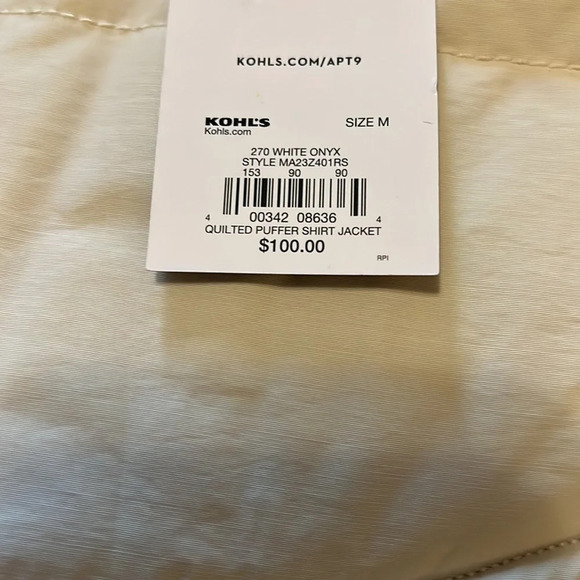 KOHLS.COM/APT9
KOHL'S SIZE M
Kohls.com
270 WHITE ONYX
STYLE MA23Z401RS
153 90 90
4 00342 08636 4
QUILTED PUFFER SHIRT JACKET
$100.00
RPI